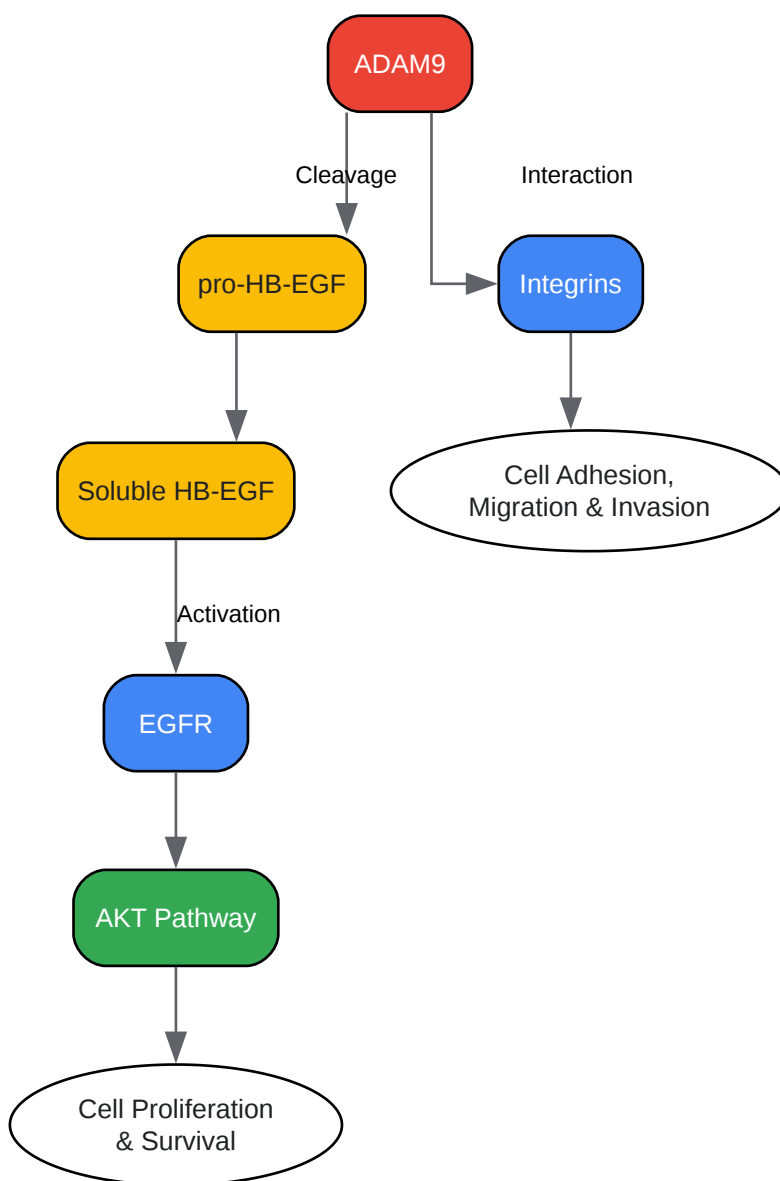 ADAM9
Cleavage
Interaction
pro-HB-EGF
Integrins
Soluble HB-EGF
Cell Adhesion,
Migration & Invasion
Activation
EGFR
AKT Pathway
Cell Proliferation
& Survival